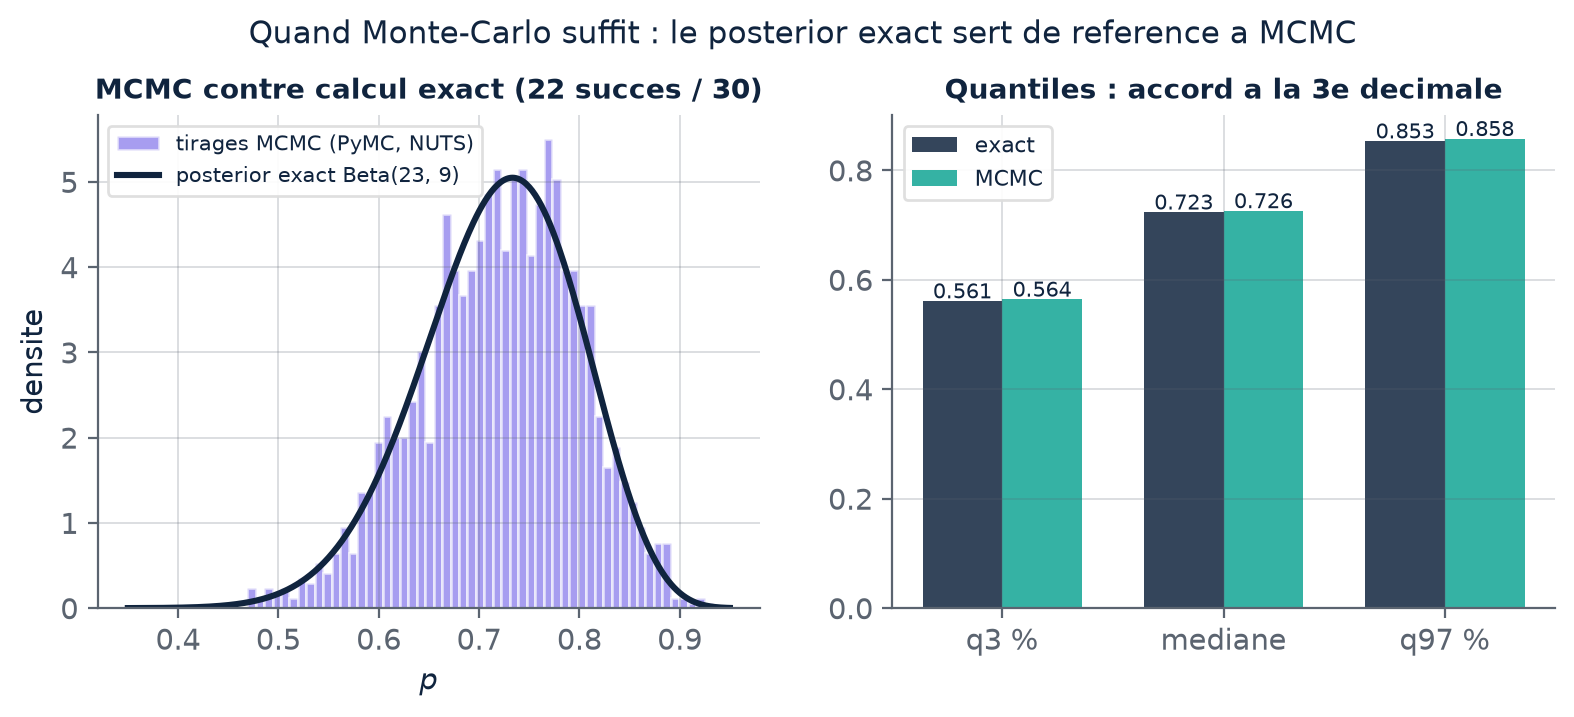 Quand Monte-Carlo suffit : le posterior exact sert de reference a MCMC
MCMC contre calcul exact (22 succes / 30)
tirages MCMC (PyMC, NUTS)
posterior exact Beta(23, 9)
densite
5
4
3
2
1
0
0.4 0.5 0.6 0.7 0.8 0.9
p
Quantiles : accord a la 3e decimale
exact
MCMC
0.8
0.6
0.4
0.2
0.0
0.561 0.564
0.723 0.726
0.853 0.858
q3 % mediane q97 %